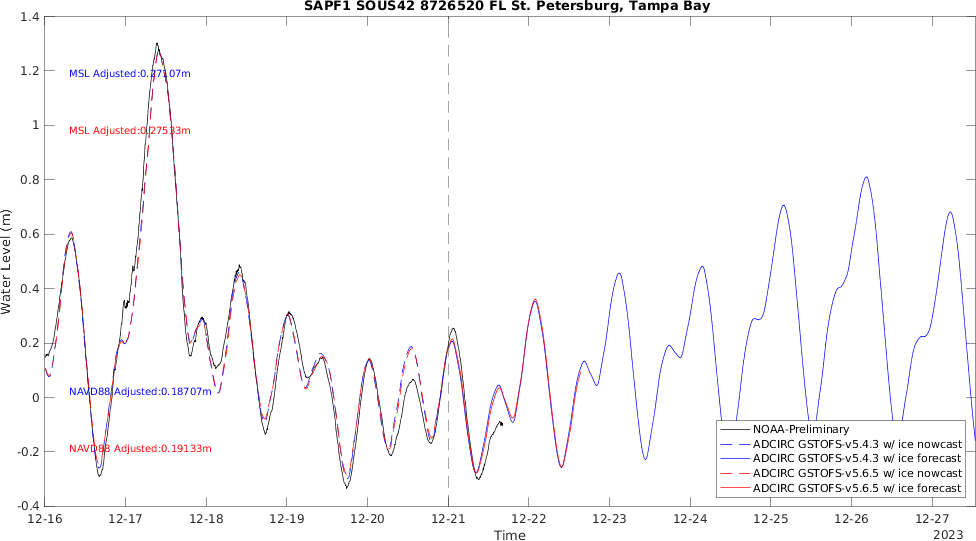 SAPF1 SOUS42 8726520 FL St. Petersburg, Tampa Bay
1.4
1.2
1
0.8
0.6
0.4
0.2
0
-0.2
-0.4
Water Level (m)
MSL Adjusted:0.27107m
MSL Adjusted:0.27533m
NAVD88 Adjusted:0.18707m
NAVD88 Adjusted:0.19133m
NOAA-Preliminary
ADCIRC GSTOFS-v5.4.3 w/ ice nowcast
ADCIRC GSTOFS-v5.4.3 w/ ice forecast
ADCIRC GSTOFS-v5.6.5 w/ ice nowcast
ADCIRC GSTOFS-v5.6.5 w/ ice forecast
12-16 12-17 12-18 12-19 12-20 12-21 12-22 12-23 12-24 12-25 12-26 12-27
Time
2023